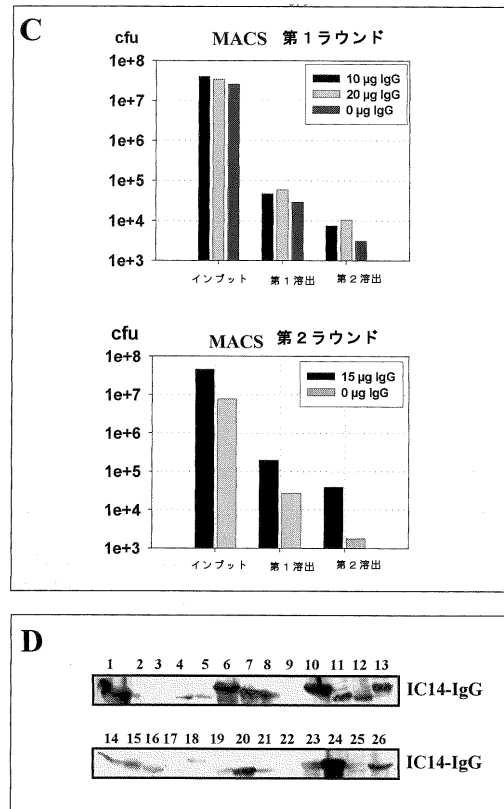 C
cfu MACS 第1ラウンド
1e+8
1e+7
1e+6
1e+5
1e+4
1e+3
10 µg IgG
20 µg IgG
0 µg IgG
インプット 第1溶出 第2溶出
cfu MACS 第2ラウンド
1e+8
1e+7
1e+6
1e+5
1e+4
1e+3
15 µg IgG
0 µg IgG
インプット 第1溶出 第2溶出
D
1 2 3 4 5 6 7 8 9 10 11 12 13
IC14-IgG
14 15 16 17 18 19 20 21 22 23 24 25 26
IC14-IgG